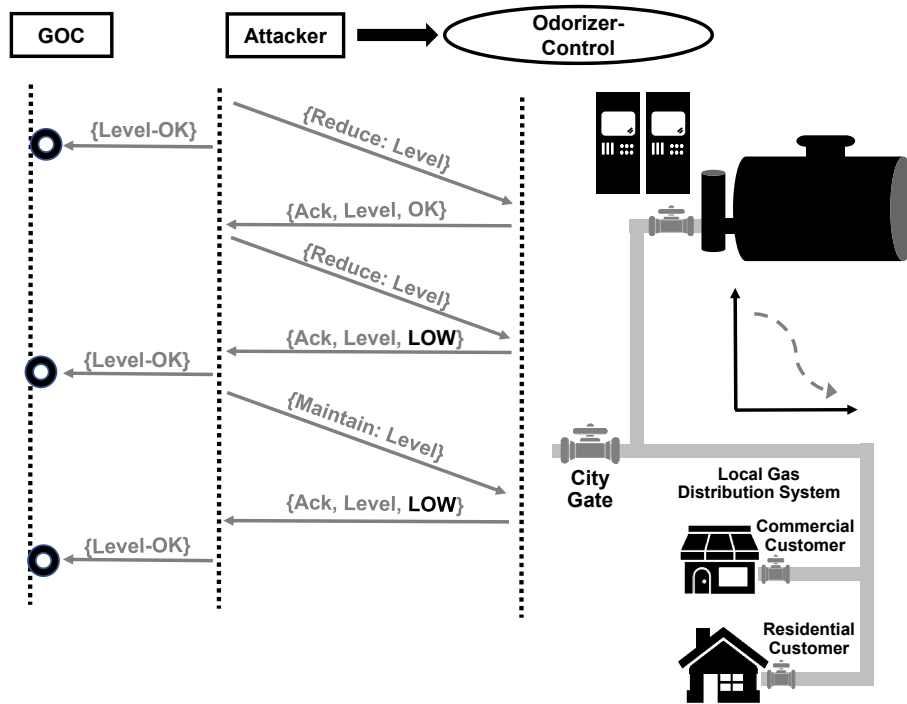 GOC
Attacker
Odorizer-
Control
{Level-OK}
{Reduce: Level}
{Ack, Level, OK}
{Reduce: Level}
{Ack, Level, LOW}
{Level-OK}
{Maintain: Level}
{Ack, Level, LOW}
{Level-OK}
City
Gate
Local Gas
Distribution System
Commercial
Customer
Residential
Customer